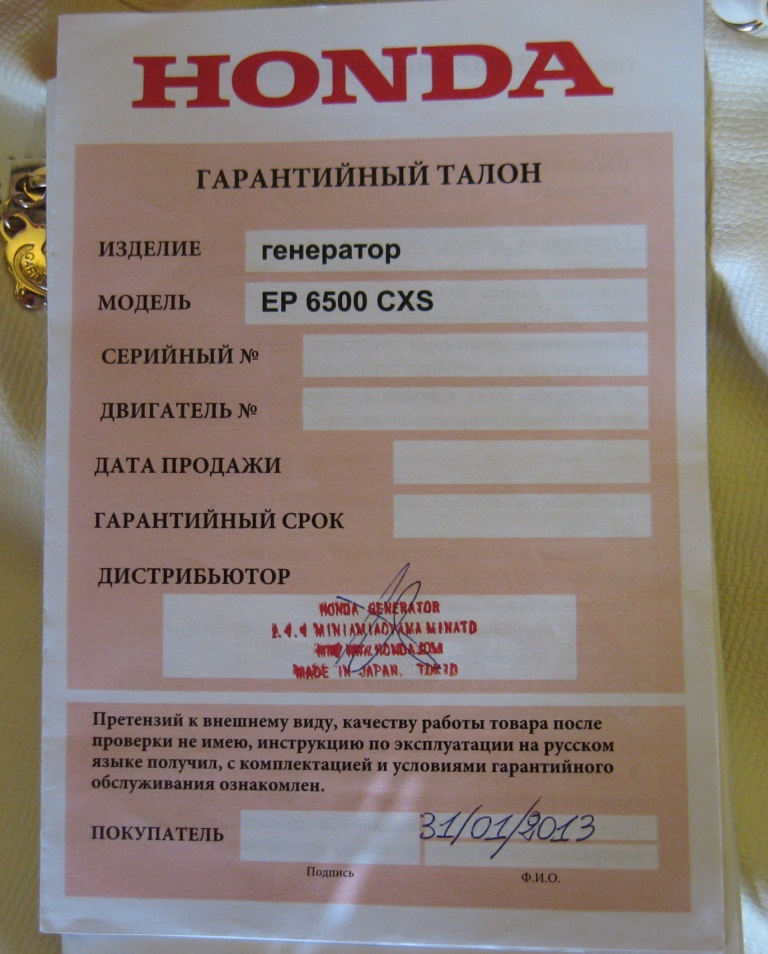 HONDA
ГАРАНТИЙНЫЙ ТАЛОН
ИЗДЕЛИЕ генератор
МОДЕЛЬ EP 6500 CXS
СЕРИЙНЫЙ №
ДВИГАТЕЛЬ №
ДАТА ПРОДАЖИ
ГАРАНТИЙНЫЙ СРОК
ДИСТРИБЬЮТОР
HONDA GENERATOR
MINATO
MADE IN JAPAN, TOKIO
Претензий к внешнему виду, качеству работы товара после
проверки не имею, инструкцию по эксплуатации на русском
языке получил, с комплектацией и условиями гарантийного
обслуживания ознакомлен.
ПОКУПАТЕЛЬ 31/01/2013
Подпись Ф.И.О.